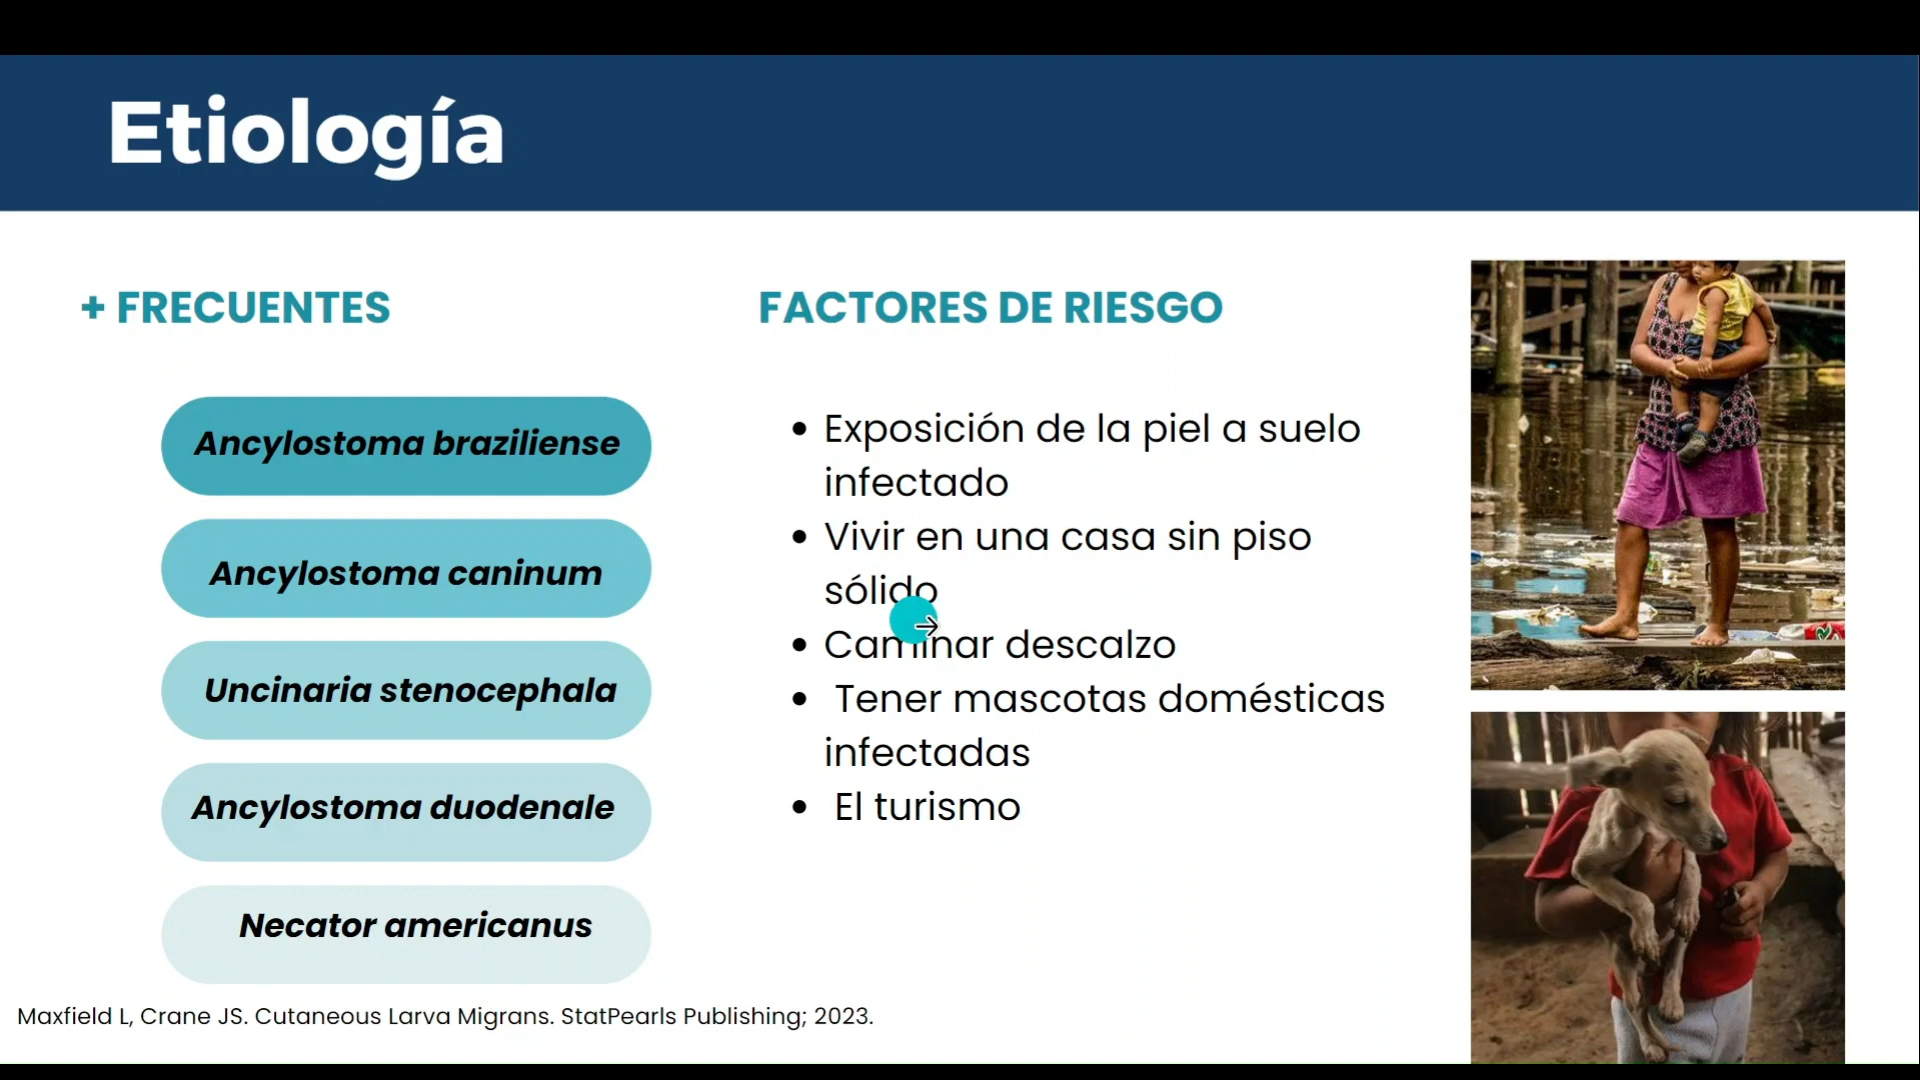 Etiología
+ FRECUENTES
Ancylostoma braziliense
Ancylostoma caninum
Uncinaria stenocephala
Ancylostoma duodenale
Necator americanus
FACTORES DE RIESGO
• Exposición de la piel a suelo
infectado
• Vivir en una casa sin piso
sólido
• Caminar descalzo
• Tener mascotas domésticas
infectadas
• El turismo
Maxfield L, Crane JS. Cutaneous Larva Migrans. StatPearls Publishing; 2023.